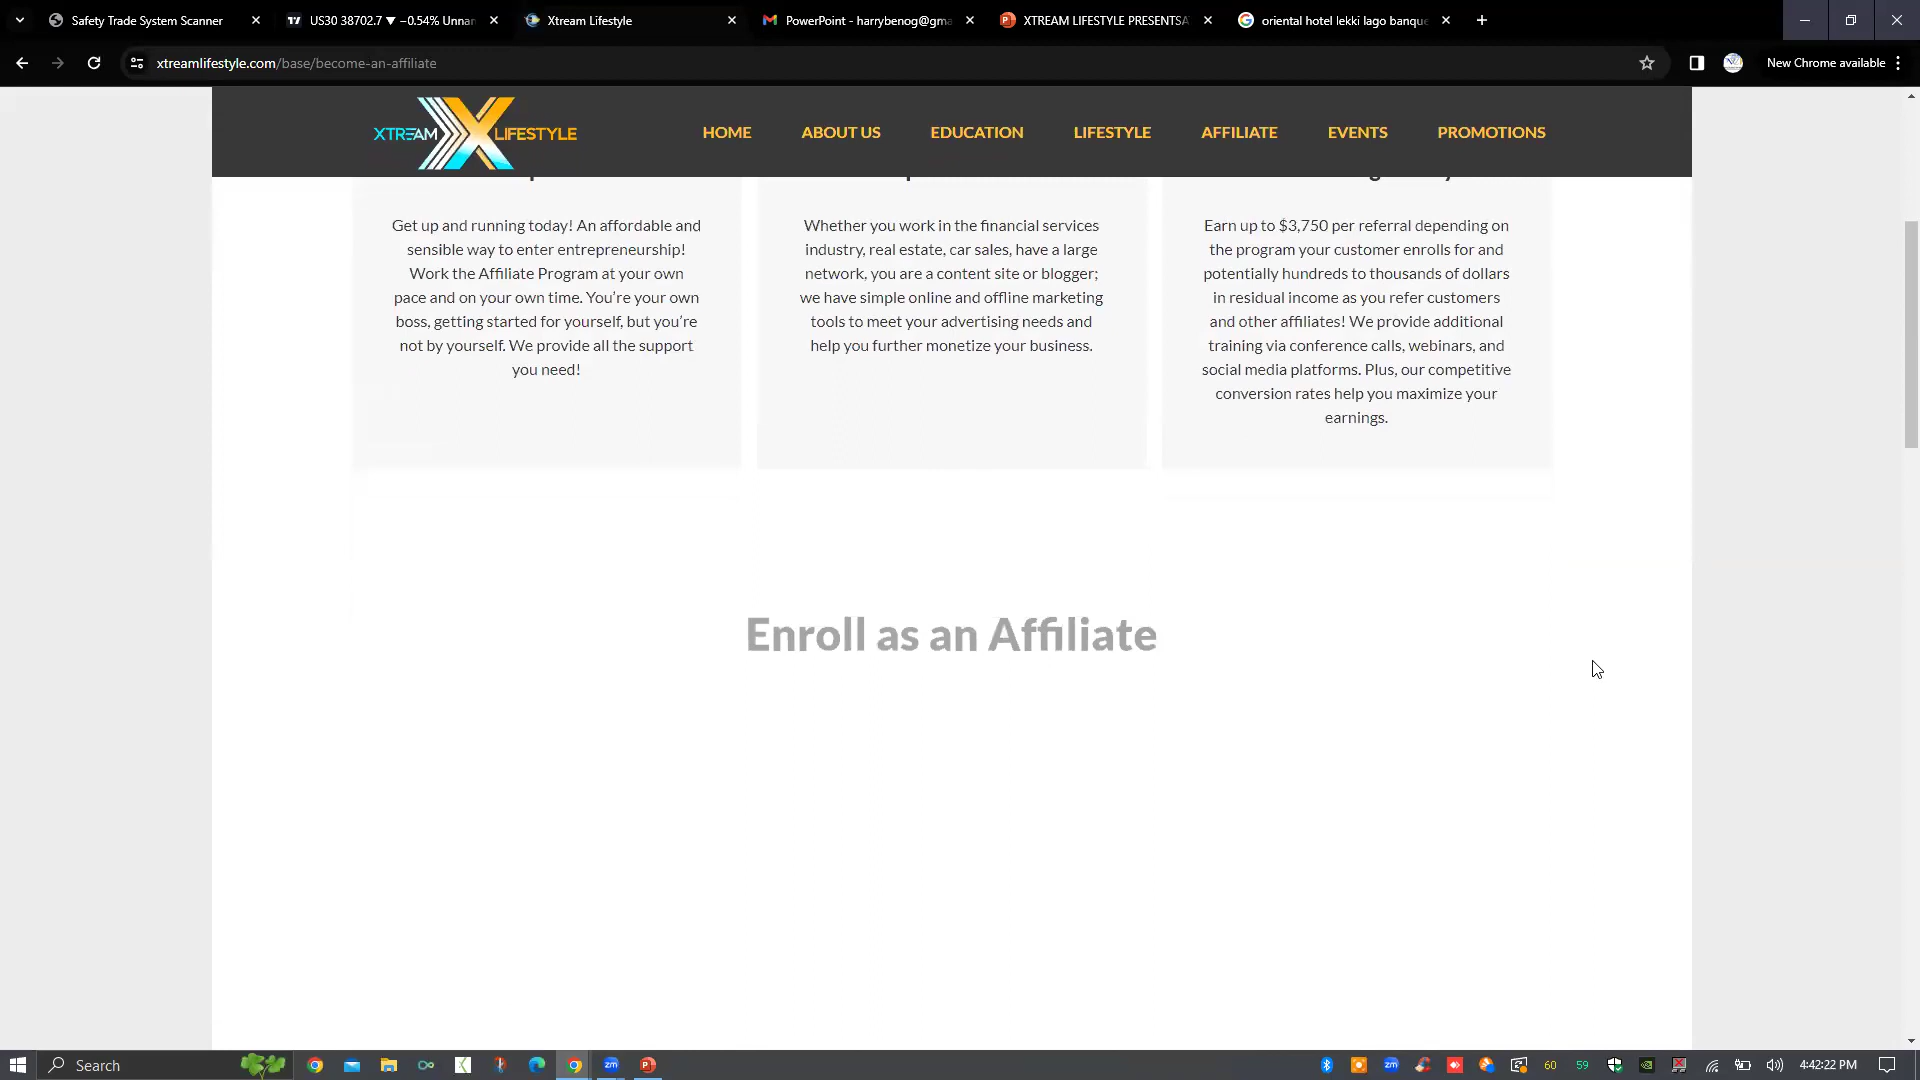 Safety Trade System Scanner
US30 38702.7 ▼ −0.54% Unnan
Xtream Lifestyle
PowerPoint - harrybenog@gma
XTREAM LIFESTYLE PRESENTSA
oriental hotel lekki lago banque
xtreamlifestyle.com/base/become-an-affiliate
New Chrome available
XTREAM LIFESTYLE
HOME
ABOUT US
EDUCATION
LIFESTYLE
AFFILIATE
EVENTS
PROMOTIONS
Get up and running today! An affordable and
sensible way to enter entrepreneurship!
Work the Affiliate Program at your own
pace and on your own time. You’re your own
boss, getting started for yourself, but you’re
not by yourself. We provide all the support
you need!
Whether you work in the financial services
industry, real estate, car sales, have a large
network, you are a content site or blogger;
we have simple online and offline marketing
tools to meet your advertising needs and
help you further monetize your business.
Earn up to $3,750 per referral depending on
the program your customer enrolls for and
potentially hundreds to thousands of dollars
in residual income as you refer customers
and other affiliates! We provide additional
training via conference calls, webinars, and
social media platforms. Plus, our competitive
conversion rates help you maximize your
earnings.
Enroll as an Affiliate
Search
zm
zm
60
59
4:42:22 PM